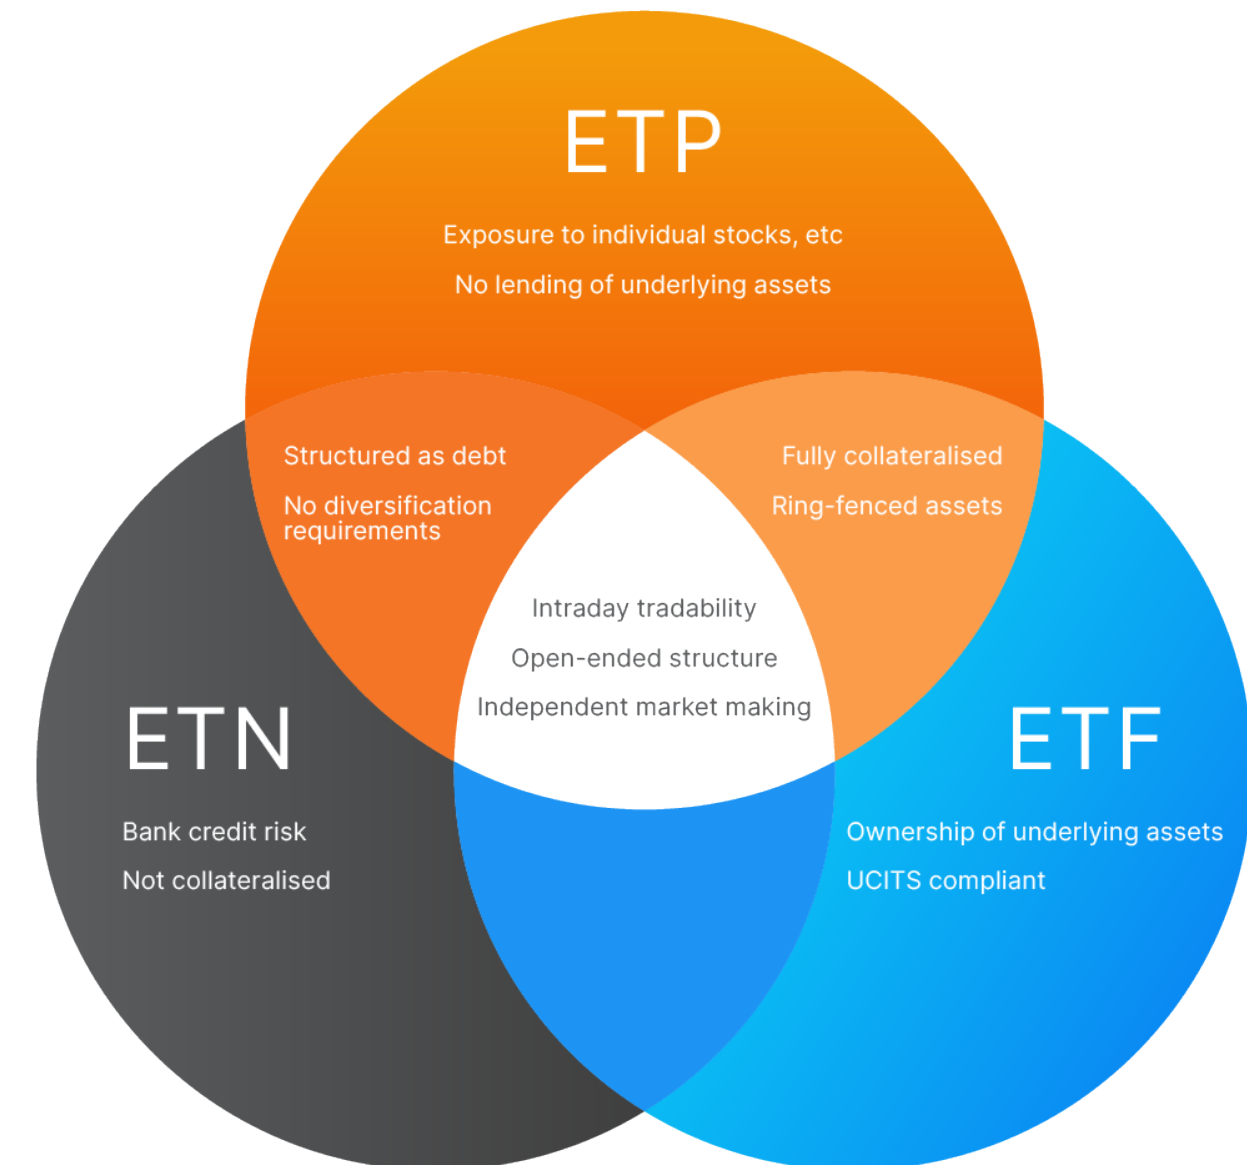 ETP
Exposure to individual stocks, etc
No lending of underlying assets
Structured as debt
No diversification
requirements
Fully collateralised
Ring-fenced assets
Intraday tradability
Open-ended structure
Independent market making
ETN
Bank credit risk
Not collateralised
ETF
Ownership of underlying assets
UCITS compliant